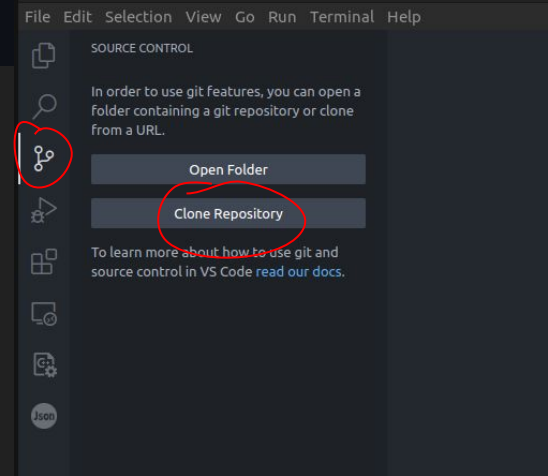 File Edit Selection View Go Run Terminal Help
SOURCE CONTROL
In order to use git features, you can open a
folder containing a git repository or clone
from a URL.
Open Folder
Clone Repository
To learn more about how to use git and
source control in VS Code read our docs.
Json